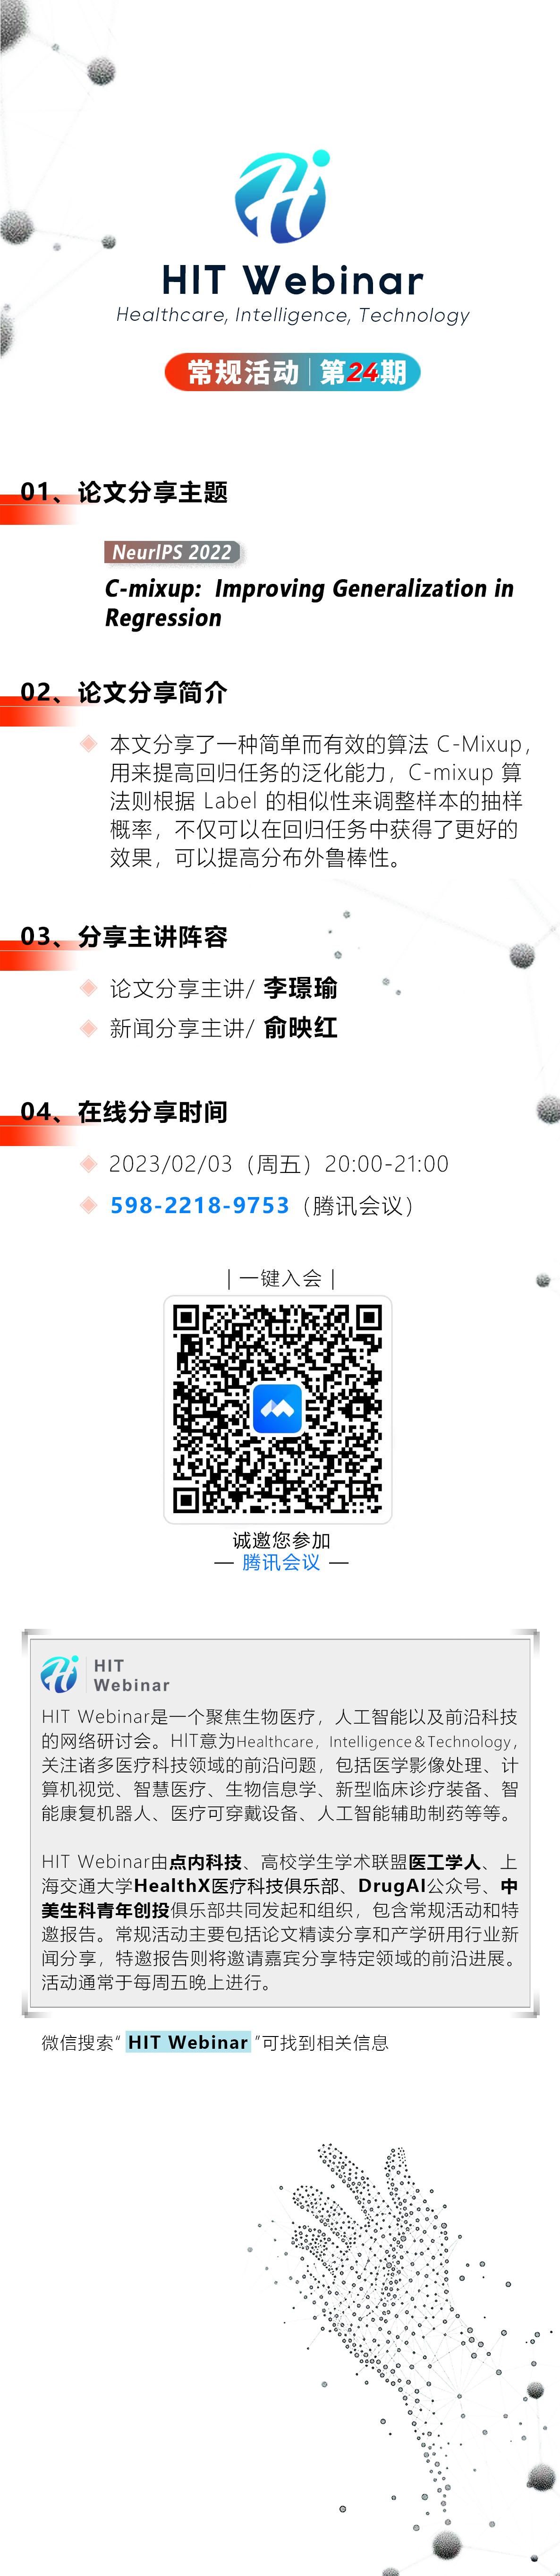 HIT Webinar
Healthcare, Intelligence, Technology
常规活动｜第24期
01、论文分享主题
NeurIPS 2022
C-mixup: Improving Generalization in
Regression
02、论文分享简介
本文分享了一种简单而有效的算法 C-Mixup，
用来提高回归任务的泛化能力，C-mixup 算
法则根据 Label 的相似性来调整样本的抽样
概率，不仅可以在回归任务中获得了更好的
效果，可以提高分布外鲁棒性。
03、分享主讲阵容
论文分享主讲/ 李璟瑜
新闻分享主讲/ 俞映红
04、在线分享时间
2023/02/03（周五）20:00-21:00
598-2218-9753（腾讯会议）
| 一键入会 |
诚邀您参加
— 腾讯会议 —
HIT
Webinar
HIT Webinar是一个聚焦生物医疗，人工智能以及前沿科技
的网络研讨会。HIT意为Healthcare，Intelligence＆Technology，
关注诸多医疗科技领域的前沿问题，包括医学影像处理、计
算机视觉、智慧医疗、生物信息学、新型临床诊疗装备、智
能康复机器人、医疗可穿戴设备、人工智能辅助制药等等。
HIT Webinar由点内科技、高校学生学术联盟医工学人、上
海交通大学HealthX医疗科技俱乐部、DrugAI公众号、中
美生科青年创投俱乐部共同发起和组织，包含常规活动和特
邀报告。常规活动主要包括论文精读分享和产学研用行业新
闻分享，特邀报告则将邀请嘉宾分享特定领域的前沿进展。
活动通常于每周五晚上进行。
微信搜索“ HIT Webinar ”可找到相关信息